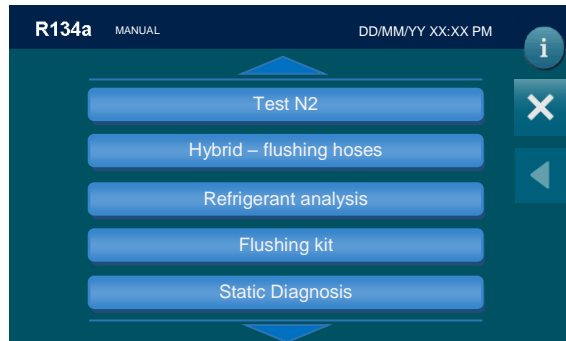 R134a MANUAL DD/MM/YY XX:XX PM
i
Test N2
Hybrid – flushing hoses
Refrigerant analysis
Flushing kit
Static Diagnosis